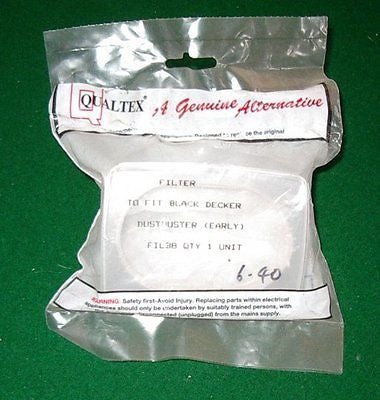 QUALTEX® A Genuine Alternative
Designed to replace the original
FILTER
TO FIT BLACK DECKER
DUSTBUSTER (EARLY)
FIL38 QTY 1 UNIT
6-40
WARNING: Safety first-Avoid Injury. Replacing parts within electrical
appliances should only be undertaken by suitably trained persons, with
disconnected (unplugged) from the mains supply.